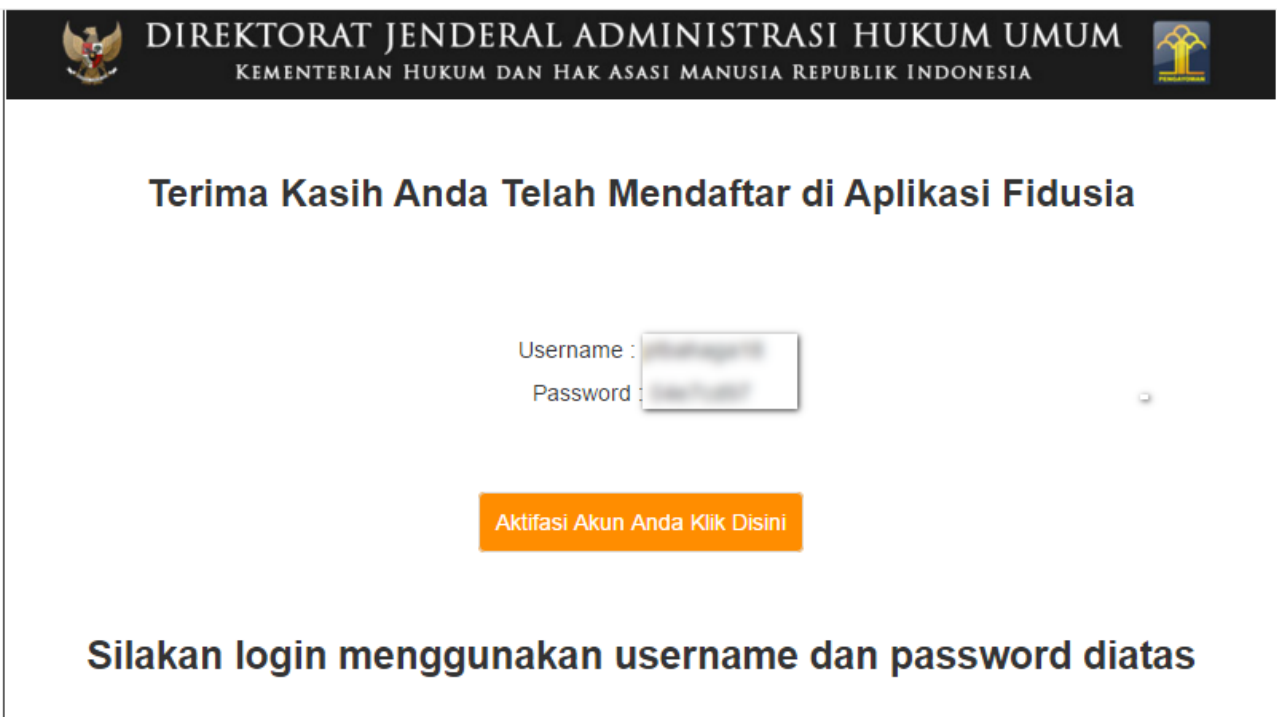 DIREKTORAT JENDERAL ADMINISTRASI HUKUM UMUM
KEMENTERIAN HUKUM DAN HAK ASASI MANUSIA REPUBLIK INDONESIA
PENGAYOMAN
Terima Kasih Anda Telah Mendaftar di Aplikasi Fidusia
Username :
Password :
Aktifasi Akun Anda Klik Disini
Silakan login menggunakan username dan password diatas